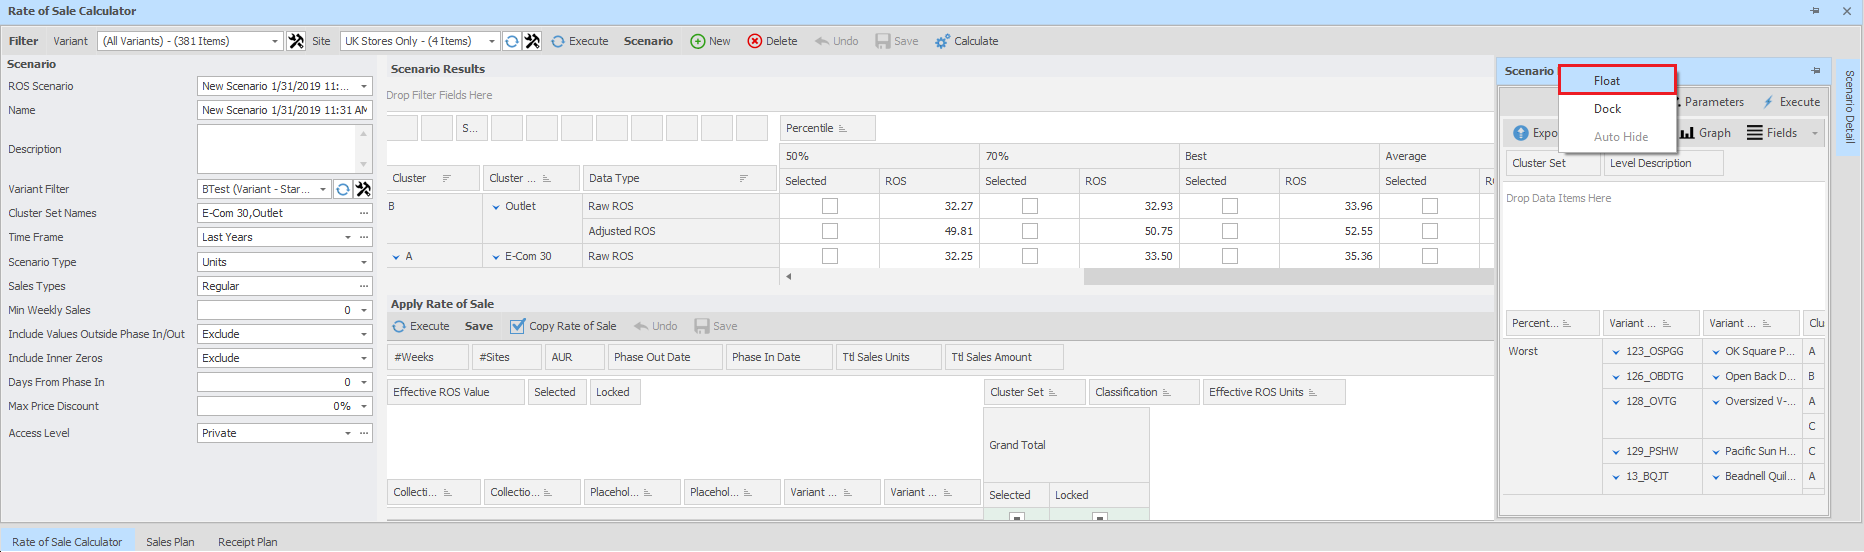 Rate of Sale Calculator
Filter Variant (All Variants) - (381 Items) Site UK Stores Only - (4 Items) Execute Scenario New Delete Undo Save Calculate
Scenario
ROS Scenario New Scenario 1/31/2019 11:...
Name New Scenario 1/31/2019 11:31 AM
Description
Variant Filter BTest (Variant - Star...
Cluster Set Names E-Com 30,Outlet ...
Time Frame Last Years ...
Scenario Type Units
Sales Types Regular ...
Min Weekly Sales 0
Include Values Outside Phase In/Out Exclude
Include Inner Zeros Exclude
Days From Phase In 0
Max Price Discount 0%
Access Level Private ...
Scenario Results
Drop Filter Fields Here
S... Percentile
50% 70% Best Average
Cluster Cluster ... Data Type Selected ROS Selected ROS Selected ROS Selected
B Outlet Raw ROS 32.27 32.93 33.96
Adjusted ROS 49.81 50.75 52.55
A E-Com 30 Raw ROS 32.25 33.50 35.36
Apply Rate of Sale
Execute Save Copy Rate of Sale Undo Save
#Weeks #Sites AUR Phase Out Date Phase In Date Ttl Sales Units Ttl Sales Amount
Effective ROS Value Selected Locked Cluster Set Classification Effective ROS Units
Grand Total
Collecti... Collectio... Placehol... Placehol... Variant ... Variant ... Selected Locked
Scenario
Float
Dock
Auto Hide
Parameters Execute
Expo Graph Fields
Cluster Set Level Description
Drop Data Items Here
Percent... Variant ... Variant ... Clu
Worst 123_OSPGG OK Square P... A
126_OBDTG Open Back D... B
128_OVTG Oversized V-... A
C
129_PSHW Pacific Sun H... C
13_BQJT Beadnell Quil... A
Scenario Detail
Rate of Sale Calculator Sales Plan Receipt Plan